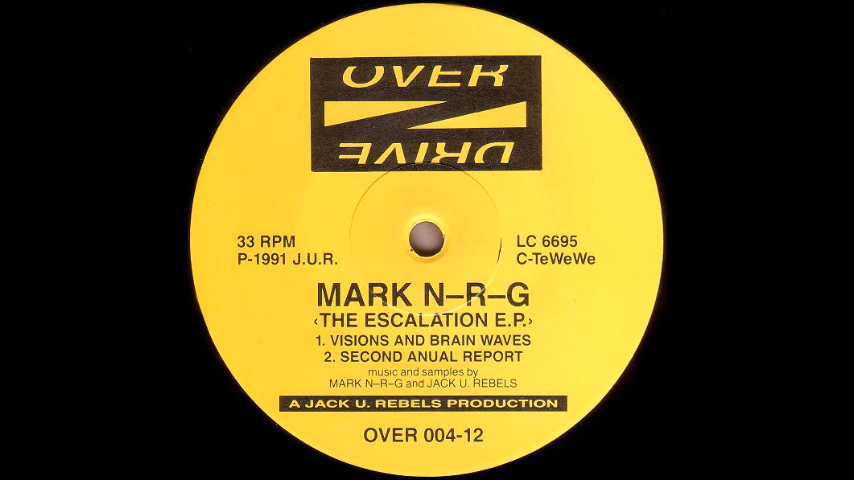 OVER
DRIVE
33 RPM
P-1991 J.U.R.
LC 6695
C-TeWeWe
MARK N–R–G
‹THE ESCALATION E.P.›
1. VISIONS AND BRAIN WAVES
2. SECOND ANUAL REPORT
music and samples by
MARK N–R–G and JACK U. REBELS
A JACK U. REBELS PRODUCTION
OVER 004-12